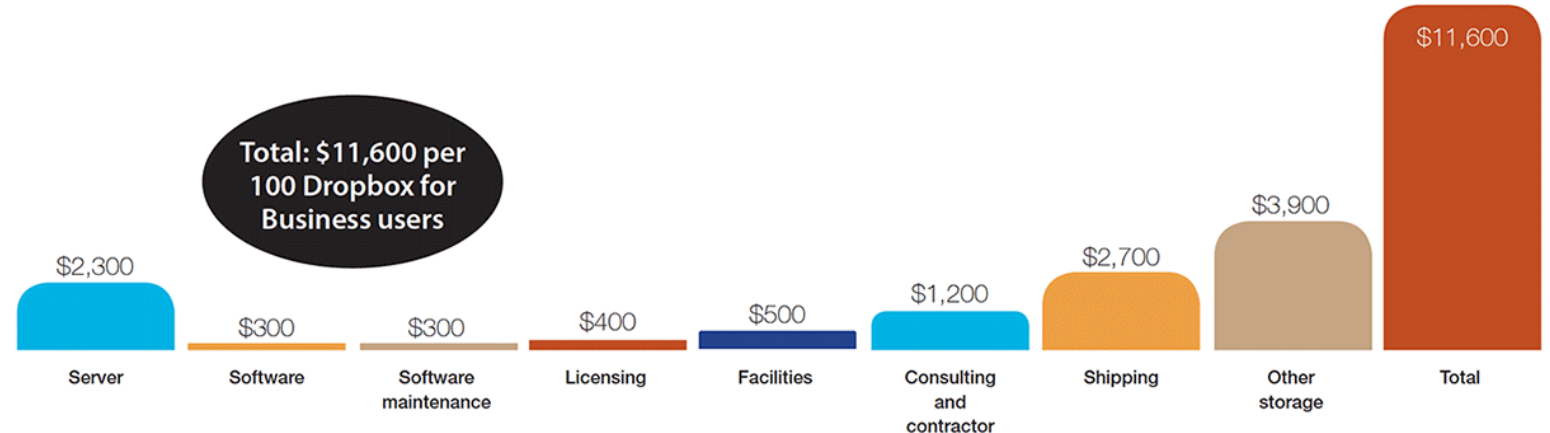 $11,600
Total: $11,600 per
100 Dropbox for
Business users
$3,900
$2,700
$2,300
$1,200
$500
$400
$300
$300
Server
Software
Software
maintenance
Licensing
Facilities
Consulting
and
contractor
Shipping
Other
storage
Total